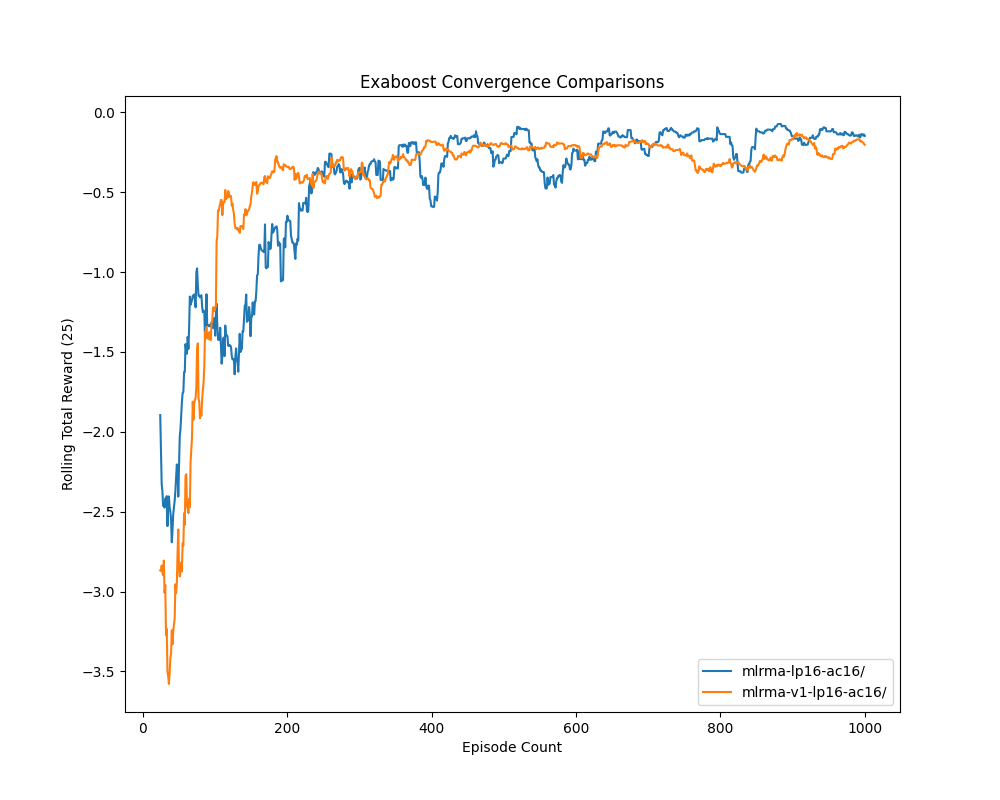 Exaboost Convergence Comparisons
Rolling Total Reward (25)
0.0
−0.5
−1.0
−1.5
−2.0
−2.5
−3.0
−3.5
mlrma-lp16-ac16/
mlrma-v1-lp16-ac16/
0 200 400 600 800 1000
Episode Count